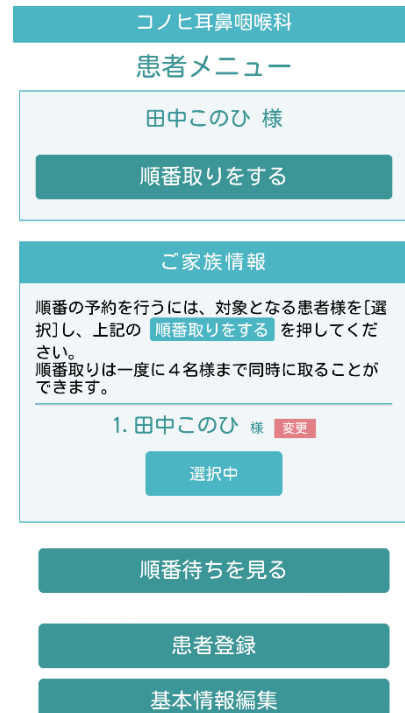 コノヒ耳鼻咽喉科
患者メニュー
田中このひ 様
順番取りをする
ご家族情報
順番の予約を行うには、対象となる患者様を[選
択]し、上記の 順番取りをする を押してくだ
さい。
順番取りは一度に４名様まで同時に取ることが
できます。
1. 田中このひ 様 変更
選択中
順番待ちを見る
患者登録
基本情報編集